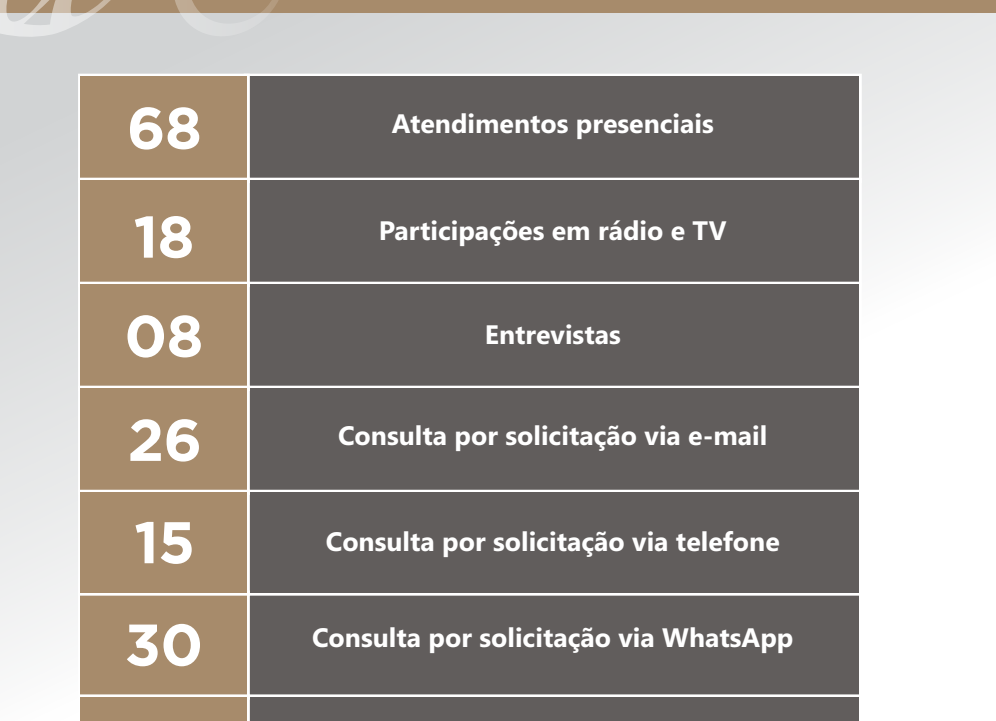 68 Atendimentos presenciais
18 Participações em rádio e TV
08 Entrevistas
26 Consulta por solicitação via e-mail
15 Consulta por solicitação via telefone
30 Consulta por solicitação via WhatsApp